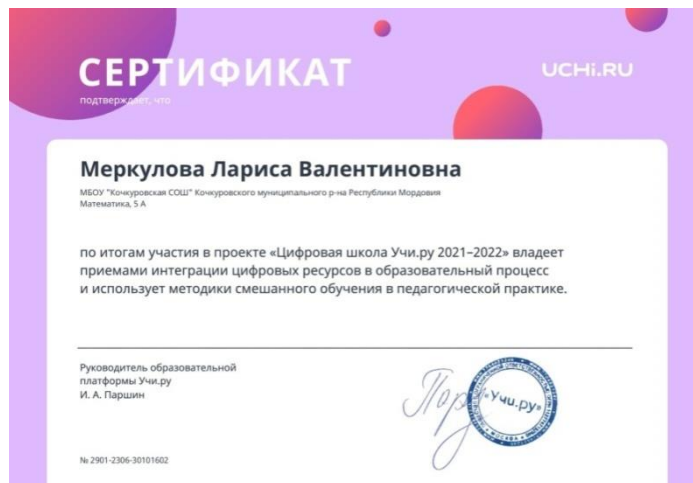 СЕРТИФИКАТ
UCHi.RU
подтверждает, что
Меркулова Лариса Валентиновна
МБОУ "Кочкуровская СОШ" Кочкуровского муниципального р-на Республики Мордовия
Математика, 5 А
по итогам участия в проекте «Цифровая школа Учи.ру 2021–2022» владеет
приемами интеграции цифровых ресурсов в образовательный процесс
и использует методики смешанного обучения в педагогической практике.
Руководитель образовательной
платформы Учи.ру
И. А. Паршин
«Учи.ру»
МОСКВА
№ 2901-2306-30101602